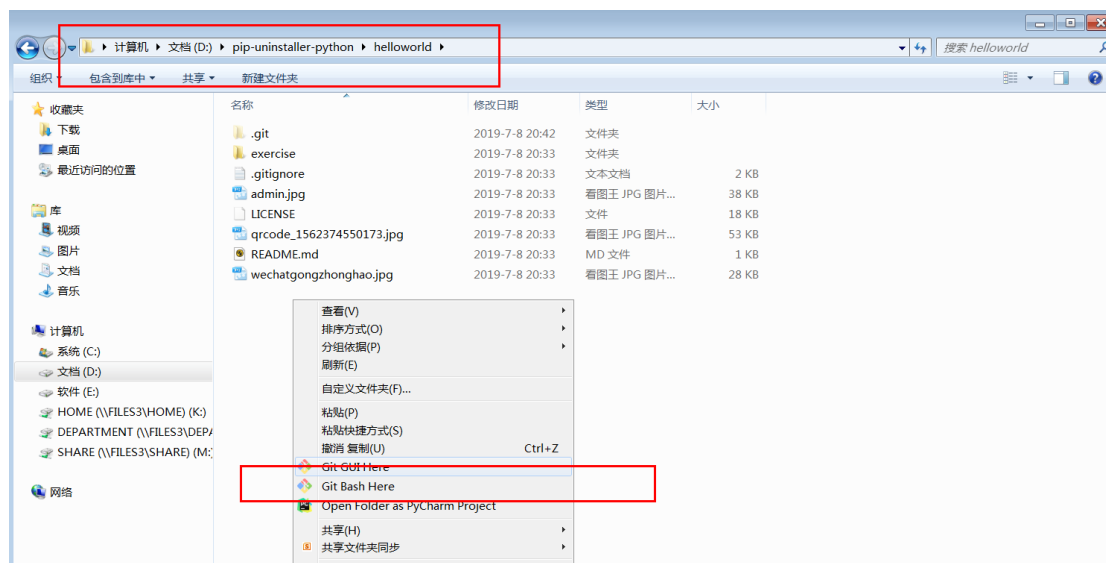 计算机 ▸ 文档 (D:) ▸ pip-uninstaller-python ▸ helloworld ▸
搜索 helloworld
组织 包含到库中 共享 新建文件夹
收藏夹
下载
桌面
最近访问的位置
库
视频
图片
文档
音乐
计算机
系统 (C:)
文档 (D:)
软件 (E:)
HOME (\\FILES3\HOME) (K:)
DEPARTMENT (\\FILES3\DEPA
SHARE (\\FILES3\SHARE) (M:
网络
名称 修改日期 类型 大小
.git 2019-7-8 20:42 文件夹
exercise 2019-7-8 20:33 文件夹
.gitignore 2019-7-8 20:33 文本文档 2 KB
admin.jpg 2019-7-8 20:33 看图王 JPG 图片... 38 KB
LICENSE 2019-7-8 20:33 文件 18 KB
qrcode_1562374550173.jpg 2019-7-8 20:33 看图王 JPG 图片... 53 KB
README.md 2019-7-8 20:33 MD 文件 1 KB
wechatgongzhonghao.jpg 2019-7-8 20:33 看图王 JPG 图片... 28 KB
查看(V)
排序方式(O)
分组依据(P)
刷新(E)
自定义文件夹(F)...
粘贴(P)
粘贴快捷方式(S)
撤消 复制(U) Ctrl+Z
Git GUI Here
Git Bash Here
Open Folder as PyCharm Project
共享(H)
共享文件夹同步